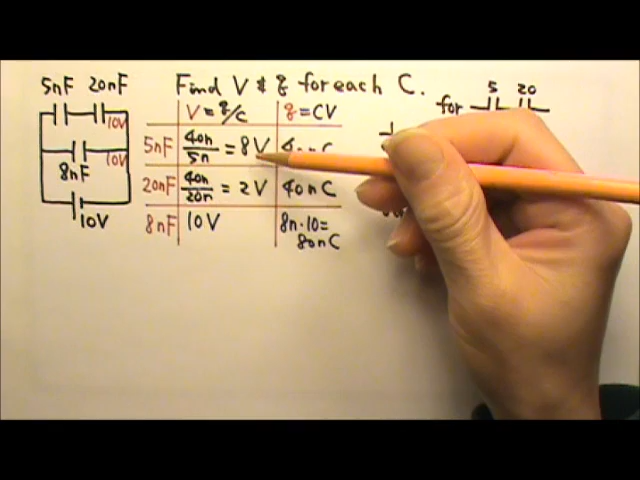 5nF 20nF
10V
10V
8nF
10V
Find V & q for each C.
V = q/C q = CV
5nF 40n/5n = 8V
20nF 40n/20n = 2V 40nC
8nF 10V 8n·10=
80nC
for 5 20